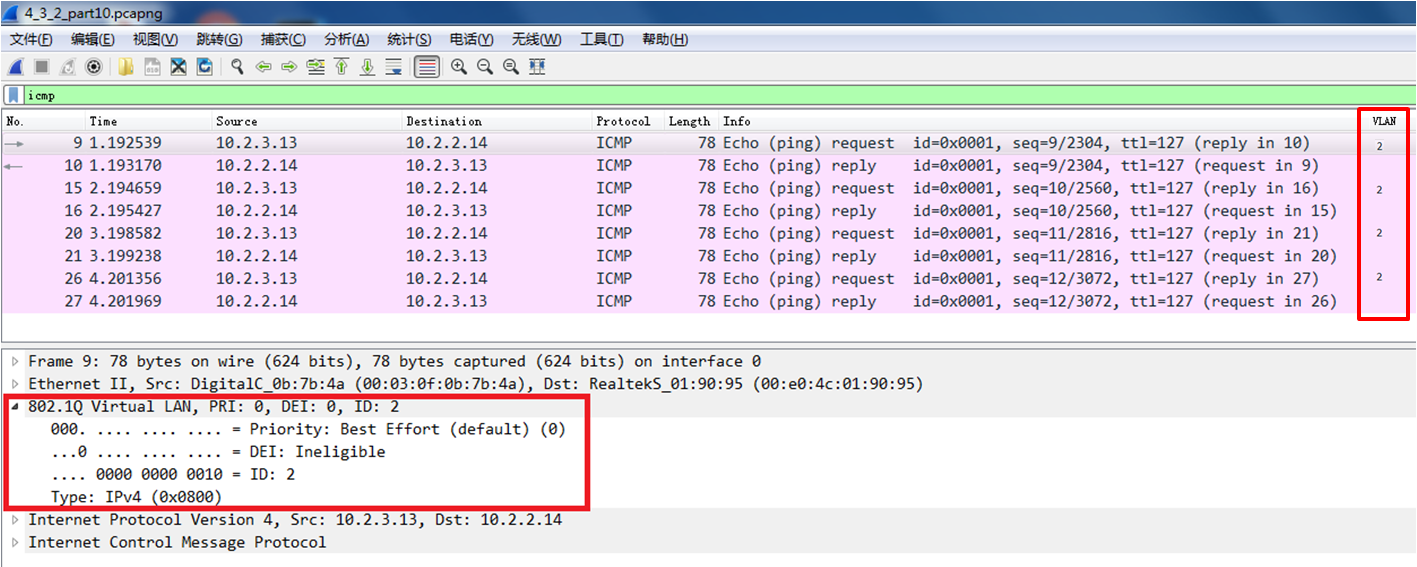 4_3_2_part10.pcapng
文件(F) 编辑(E) 视图(V) 跳转(G) 捕获(C) 分析(A) 统计(S) 电话(Y) 无线(W) 工具(T) 帮助(H)
icmp
No. Time Source Destination Protocol Length Info VLAN
9 1.192539 10.2.3.13 10.2.2.14 ICMP 78 Echo (ping) request id=0x0001, seq=9/2304, ttl=127 (reply in 10) 2
10 1.193170 10.2.2.14 10.2.3.13 ICMP 78 Echo (ping) reply id=0x0001, seq=9/2304, ttl=127 (request in 9)
15 2.194659 10.2.3.13 10.2.2.14 ICMP 78 Echo (ping) request id=0x0001, seq=10/2560, ttl=127 (reply in 16) 2
16 2.195427 10.2.2.14 10.2.3.13 ICMP 78 Echo (ping) reply id=0x0001, seq=10/2560, ttl=127 (request in 15)
20 3.198582 10.2.3.13 10.2.2.14 ICMP 78 Echo (ping) request id=0x0001, seq=11/2816, ttl=127 (reply in 21) 2
21 3.199238 10.2.2.14 10.2.3.13 ICMP 78 Echo (ping) reply id=0x0001, seq=11/2816, ttl=127 (request in 20)
26 4.201356 10.2.3.13 10.2.2.14 ICMP 78 Echo (ping) request id=0x0001, seq=12/3072, ttl=127 (reply in 27) 2
27 4.201969 10.2.2.14 10.2.3.13 ICMP 78 Echo (ping) reply id=0x0001, seq=12/3072, ttl=127 (request in 26)
Frame 9: 78 bytes on wire (624 bits), 78 bytes captured (624 bits) on interface 0
Ethernet II, Src: DigitalC_0b:7b:4a (00:03:0f:0b:7b:4a), Dst: RealtekS_01:90:95 (00:e0:4c:01:90:95)
802.1Q Virtual LAN, PRI: 0, DEI: 0, ID: 2
000. .... .... .... = Priority: Best Effort (default) (0)
...0 .... .... .... = DEI: Ineligible
.... 0000 0000 0010 = ID: 2
Type: IPv4 (0x0800)
Internet Protocol Version 4, Src: 10.2.3.13, Dst: 10.2.2.14
Internet Control Message Protocol